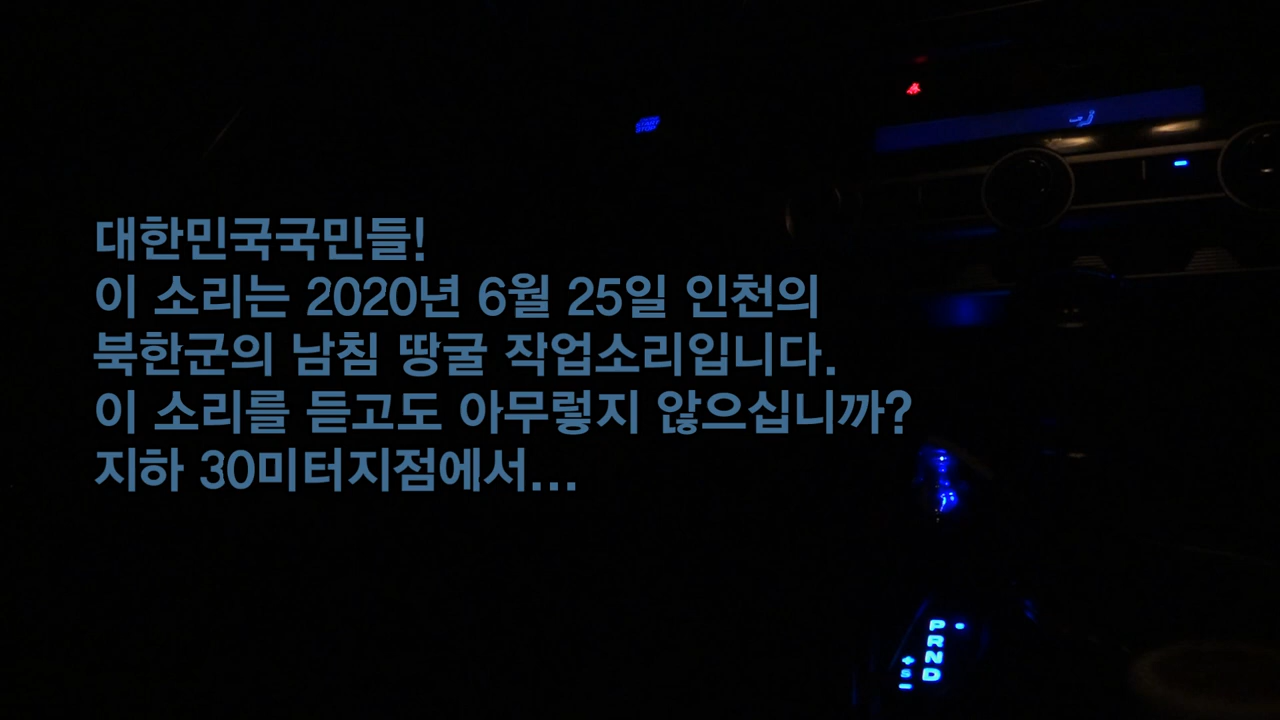 START
STOP
대한민국국민들!
이 소리는 2020년 6월 25일 인천의
북한군의 남침 땅굴 작업소리입니다.
이 소리를 듣고도 아무렇지 않으십니까?
지하 30미터지점에서...
P
R
N
D
+
S
-